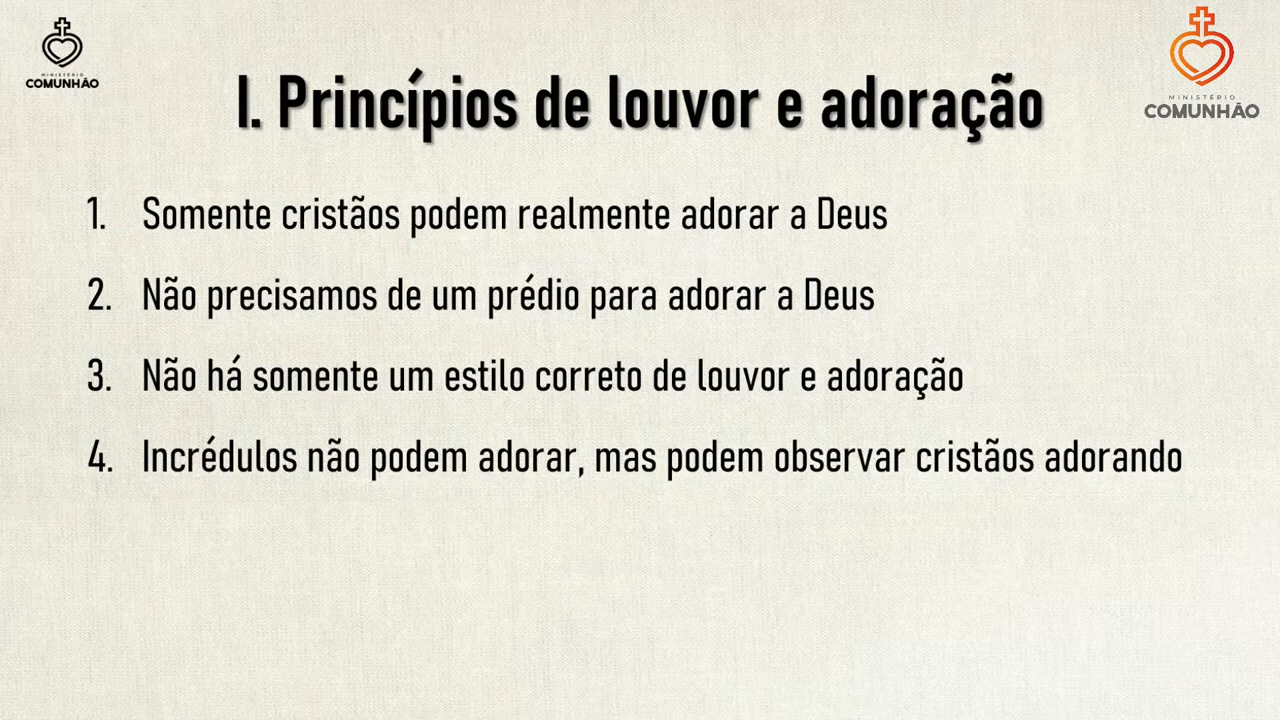 MINISTÉRIO
COMUNHÃO
MINISTÉRIO
COMUNHÃO
I. Princípios de louvor e adoração
1. Somente cristãos podem realmente adorar a Deus
2. Não precisamos de um prédio para adorar a Deus
3. Não há somente um estilo correto de louvor e adoração
4. Incrédulos não podem adorar, mas podem observar cristãos adorando